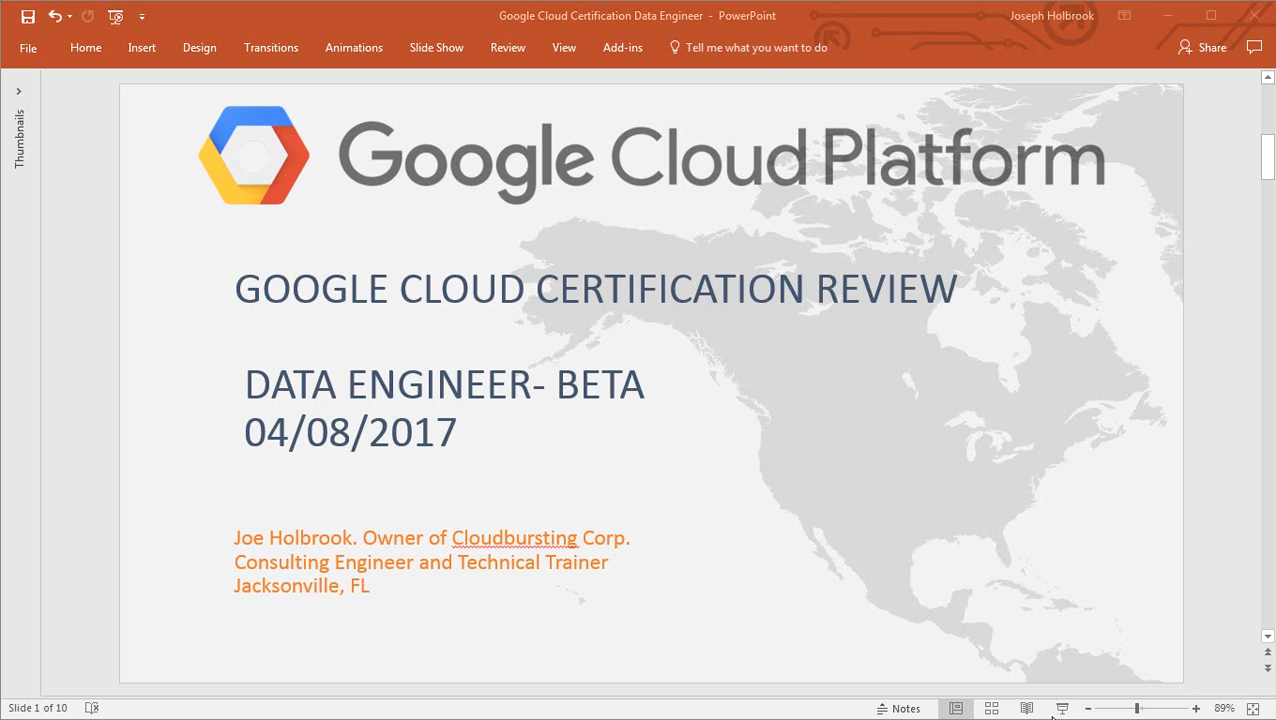 Google Cloud Certification Data Engineer - PowerPoint
Joseph Holbrook
File Home Insert Design Transitions Animations Slide Show Review View Add-ins Tell me what you want to do Share
Thumbnails
Google Cloud Platform
GOOGLE CLOUD CERTIFICATION REVIEW
DATA ENGINEER- BETA
04/08/2017
Joe Holbrook. Owner of Cloudbursting Corp.
Consulting Engineer and Technical Trainer
Jacksonville, FL
Slide 1 of 10
Notes
89%